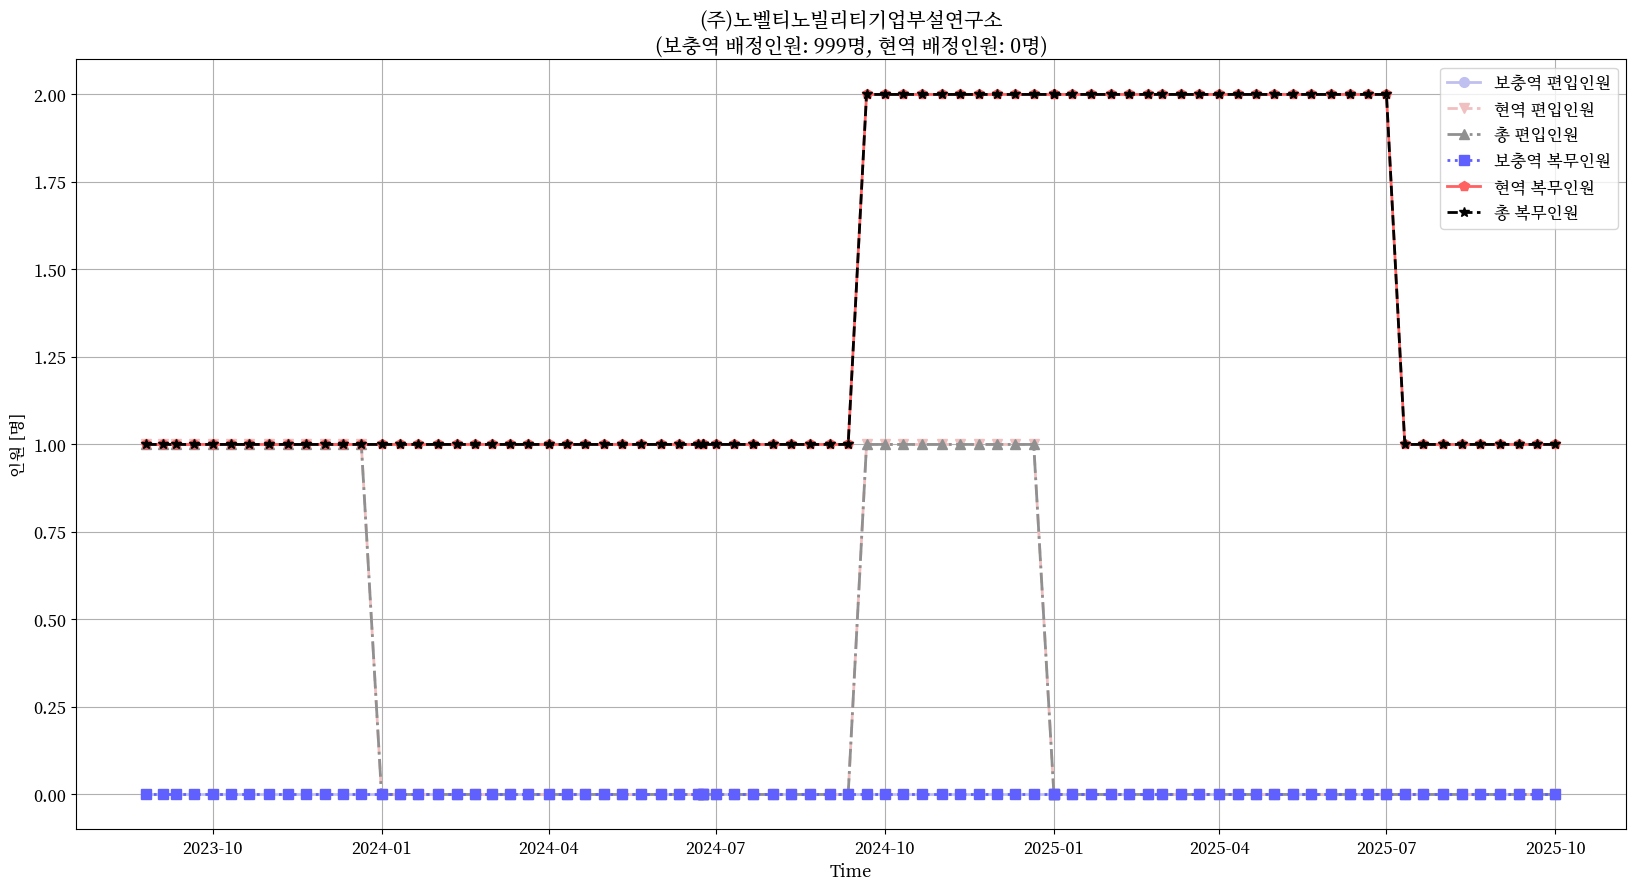 (주)노벨티노빌리티기업부설연구소
(보충역 배정인원: 999명, 현역 배정인원: 0명)
보충역 편입인원
현역 편입인원
총 편입인원
보충역 복무인원
현역 복무인원
총 복무인원
인원 [명]
2.00
1.75
1.50
1.25
1.00
0.75
0.50
0.25
0.00
2023-10
2024-01
2024-04
2024-07
2024-10
2025-01
2025-04
2025-07
2025-10
Time